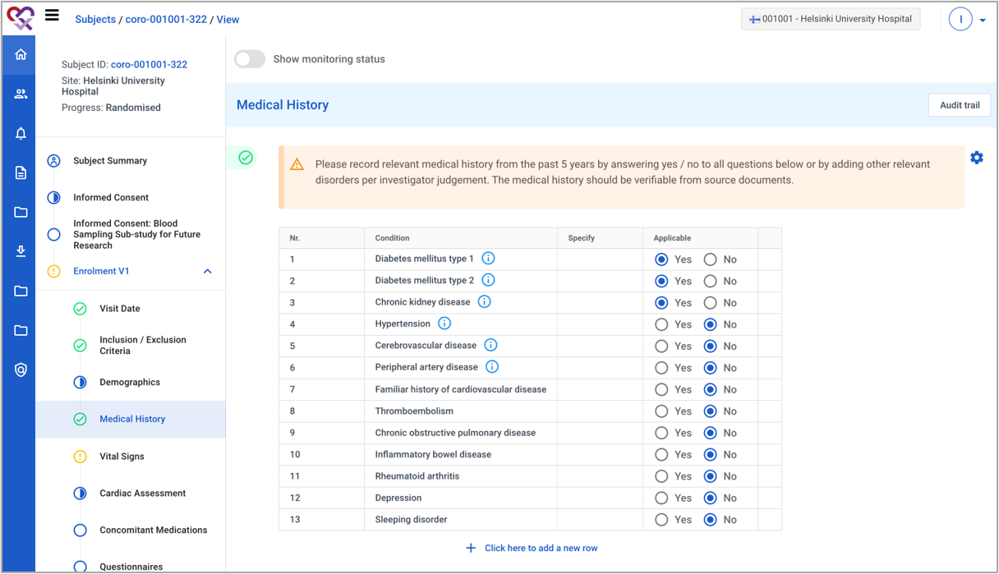 Subjects / coro-001001-322 / View
001001 - Helsinki University Hospital
I
Subject ID: coro-001001-322
Site: Helsinki University
Hospital
Progress: Randomised
Subject Summary
Informed Consent
Informed Consent: Blood
Sampling Sub-study for Future
Research
Enrolment V1
Visit Date
Inclusion / Exclusion
Criteria
Demographics
Medical History
Vital Signs
Cardiac Assessment
Concomitant Medications
Questionnaires
Show monitoring status
Medical History
Audit trail
Please record relevant medical history from the past 5 years by answering yes / no to all questions below or by adding other relevant
disorders per investigator judgement. The medical history should be verifiable from source documents.
Nr. Condition Specify Applicable
1 Diabetes mellitus type 1 Yes No
2 Diabetes mellitus type 2 Yes No
3 Chronic kidney disease Yes No
4 Hypertension Yes No
5 Cerebrovascular disease Yes No
6 Peripheral artery disease Yes No
7 Familiar history of cardiovascular disease Yes No
8 Thromboembolism Yes No
9 Chronic obstructive pulmonary disease Yes No
10 Inflammatory bowel disease Yes No
11 Rheumatoid arthritis Yes No
12 Depression Yes No
13 Sleeping disorder Yes No
+ Click here to add a new row